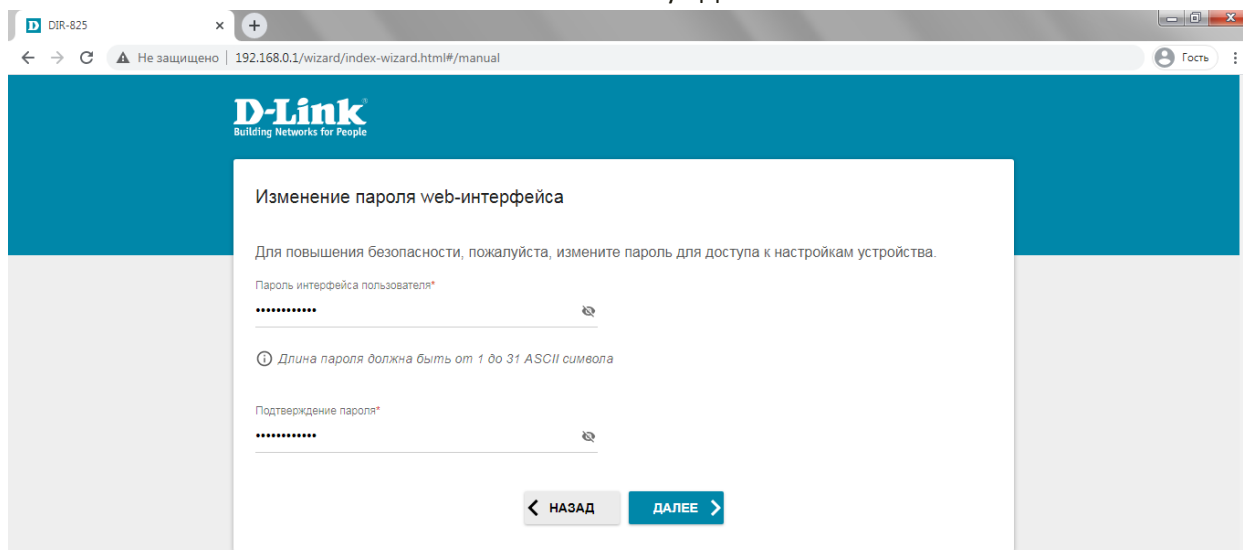 DIR-825
Не защищено 192.168.0.1/wizard/index-wizard.html#/manual Гость
D-Link
Building Networks for People
Изменение пароля web-интерфейса
Для повышения безопасности, пожалуйста, измените пароль для доступа к настройкам устройства.
Пароль интерфейса пользователя*
••••••••••••
Длина пароля должна быть от 1 до 31 ASCII символа
Подтверждение пароля*
••••••••••••
НАЗАД ДАЛЕЕ